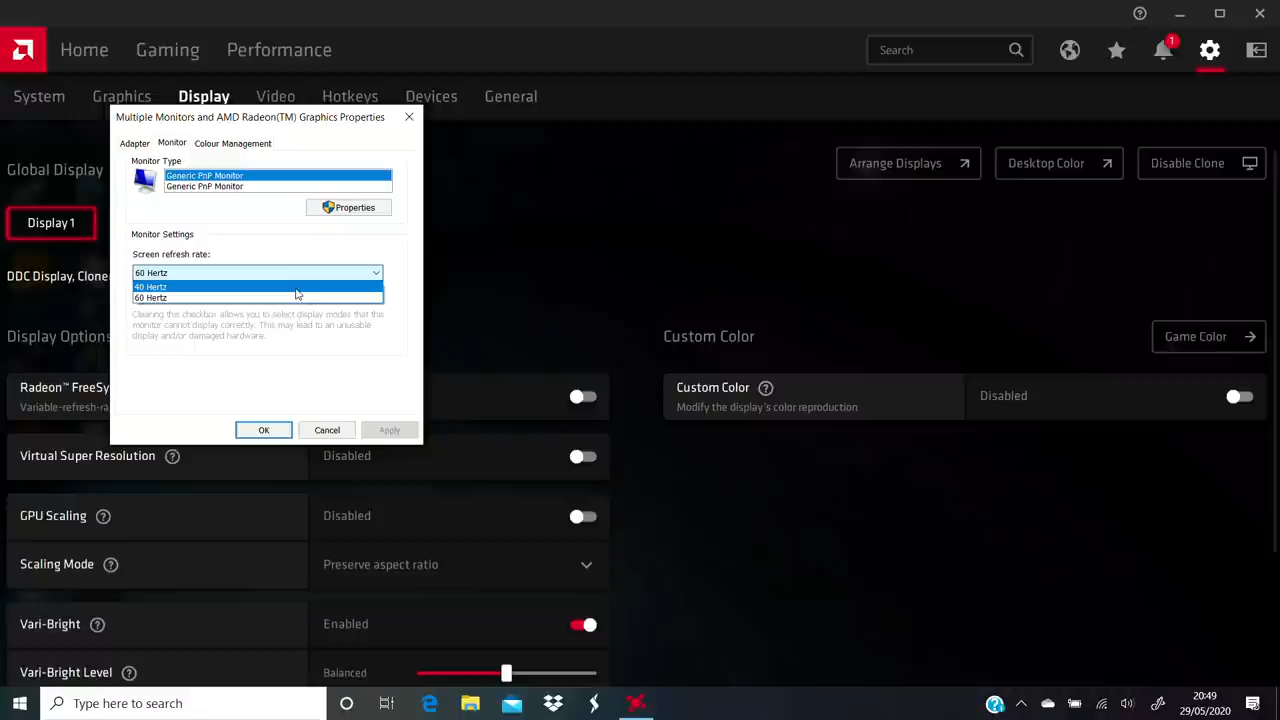 Home
Gaming
Performance
Search
1
System
Graphics
Display
Video
Hotkeys
Devices
General
Multiple Monitors and AMD Radeon(TM) Graphics Properties
Adapter
Monitor
Colour Management
Monitor Type
Generic PnP Monitor
Generic PnP Monitor
Properties
Monitor Settings
Screen refresh rate:
60 Hertz
40 Hertz
60 Hertz
Clearing this checkbox allows you to select display modes that this
monitor cannot display correctly. This may lead to an unusable
display and/or damaged hardware.
OK
Cancel
Apply
Global Display
Arrange Displays
Desktop Color
Disable Clone
Display 1
DDC Display, Clone
Display Options
Custom Color
Game Color
Radeon™ FreeSy
Variable-refresh-ra
Custom Color
Modify the display's color reproduction
Disabled
Virtual Super Resolution
Disabled
GPU Scaling
Disabled
Scaling Mode
Preserve aspect ratio
Vari-Bright
Enabled
Vari-Bright Level
Balanced
Type here to search
20:49
29/05/2020